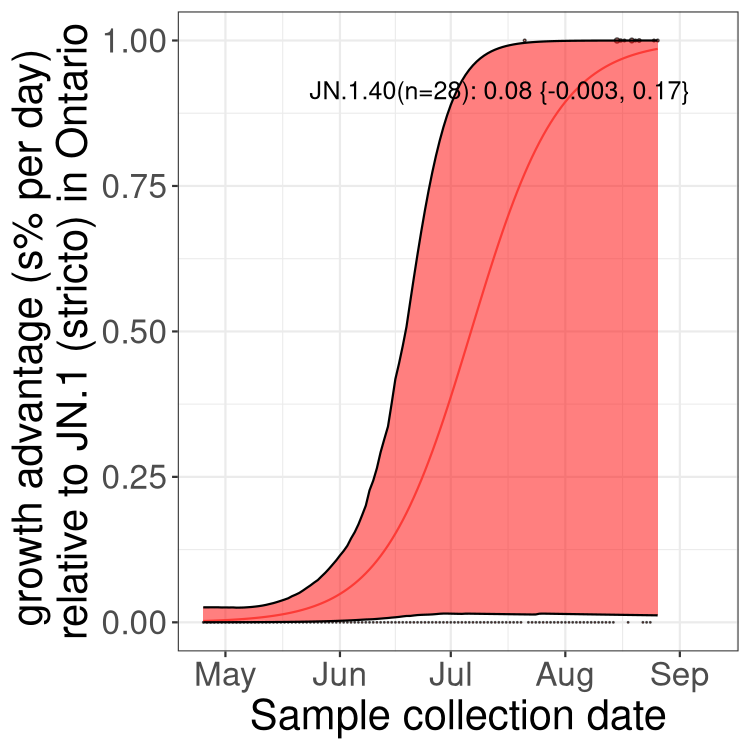 growth advantage (s% per day)
relative to JN.1 (stricto) in Ontario
1.00
0.75
0.50
0.25
0.00
JN.1.40(n=28): 0.08 {-0.003, 0.17}
May Jun Jul Aug Sep
Sample collection date